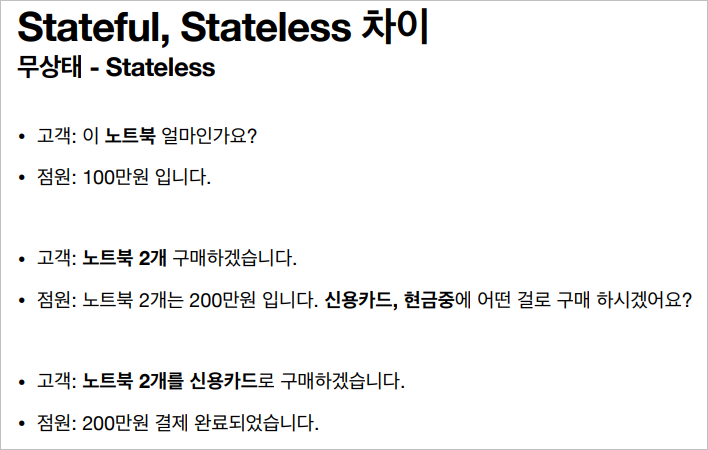 Stateful, Stateless 차이
무상태 - Stateless
• 고객: 이 노트북 얼마인가요?
• 점원: 100만원 입니다.
• 고객: 노트북 2개 구매하겠습니다.
• 점원: 노트북 2개는 200만원 입니다. 신용카드, 현금중에 어떤 걸로 구매 하시겠어요?
• 고객: 노트북 2개를 신용카드로 구매하겠습니다.
• 점원: 200만원 결제 완료되었습니다.